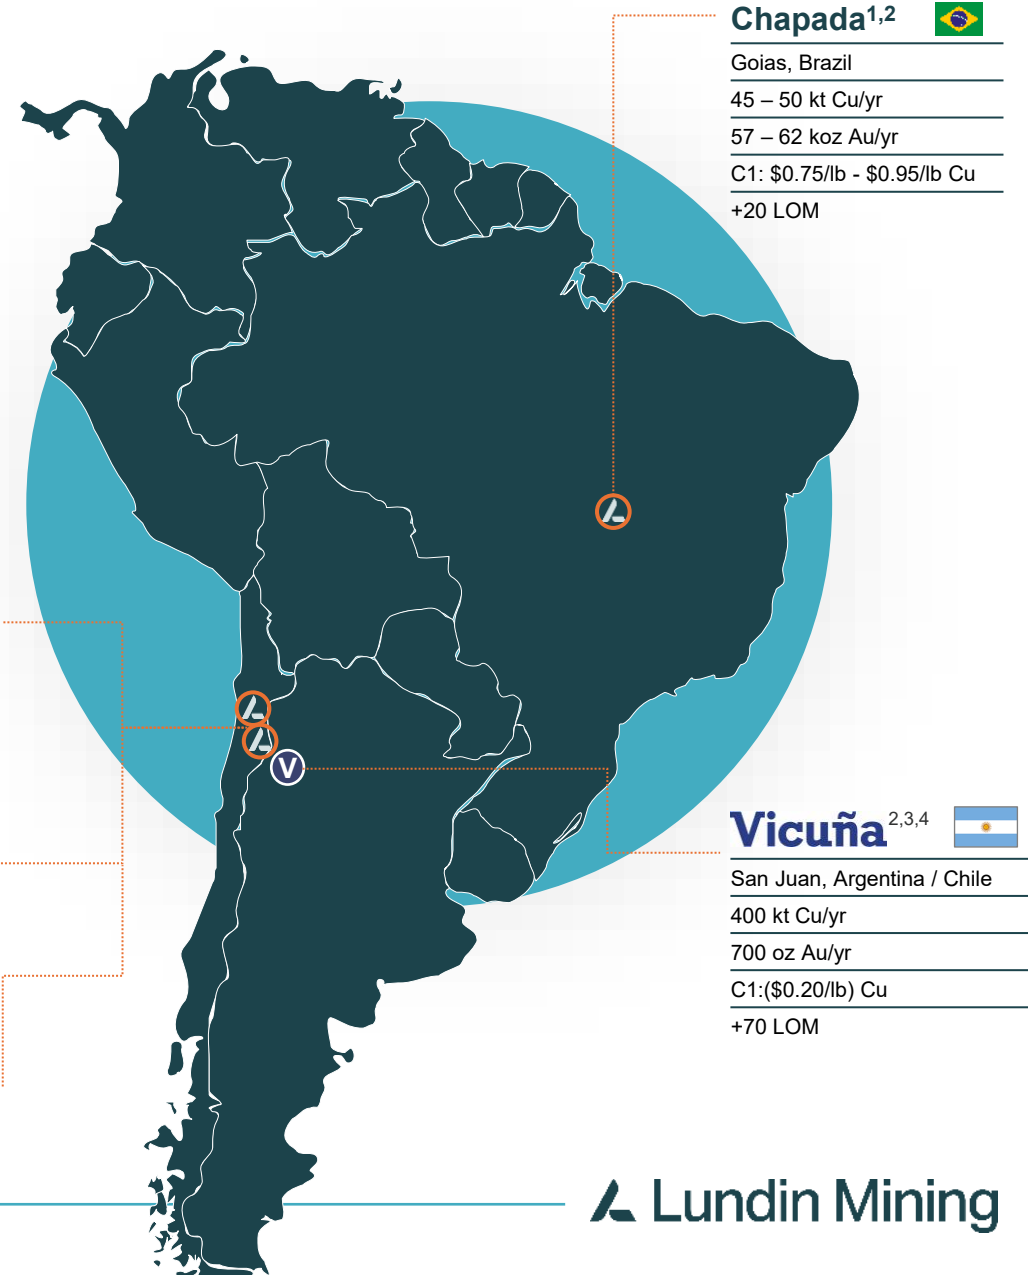 Chapada1,2
Goias, Brazil
45 – 50 kt Cu/yr
57 – 62 koz Au/yr
C1: $0.75/lb - $0.95/lb Cu
+20 LOM
V
Vicuña2,3,4
San Juan, Argentina / Chile
400 kt Cu/yr
700 oz Au/yr
C1:($0.20/lb) Cu
+70 LOM
Lundin Mining